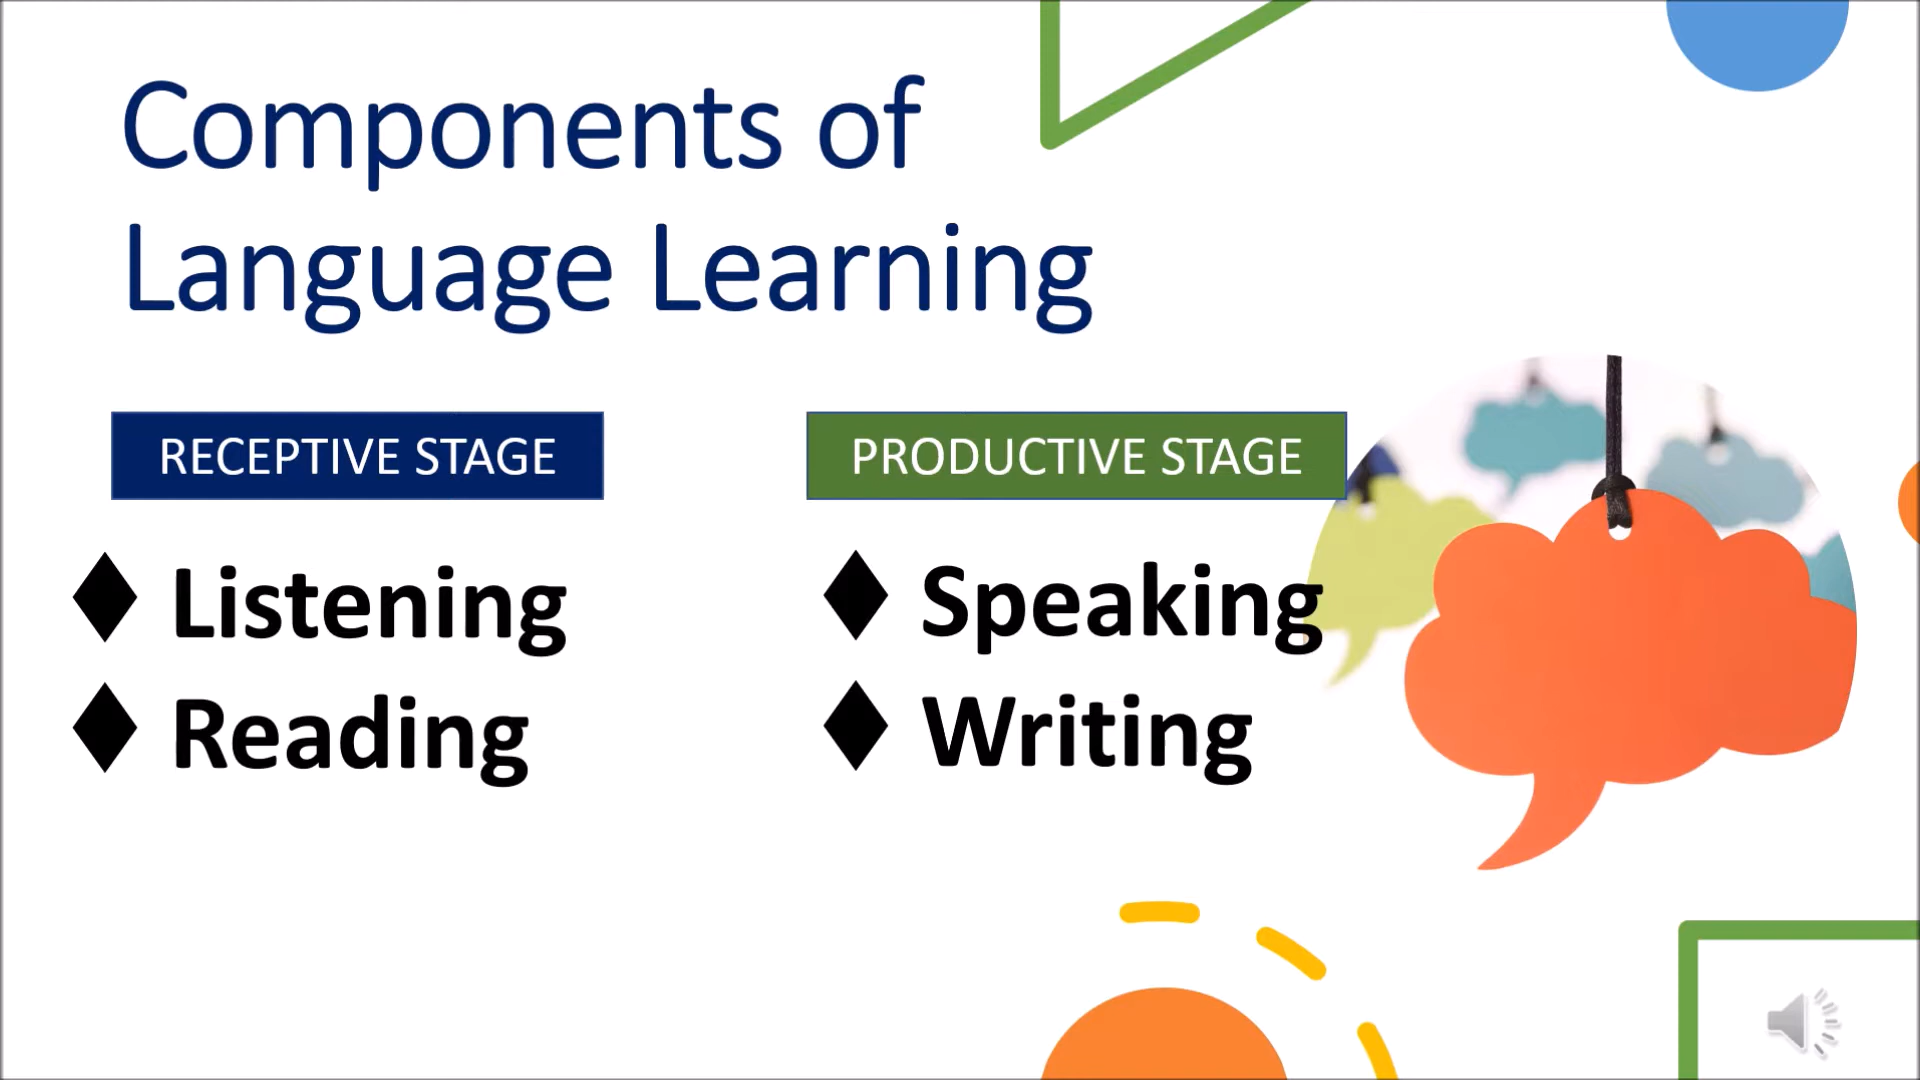 Components of
Language Learning
RECEPTIVE STAGE
♦ Listening
♦ Reading
PRODUCTIVE STAGE
♦ Speaking
♦ Writing